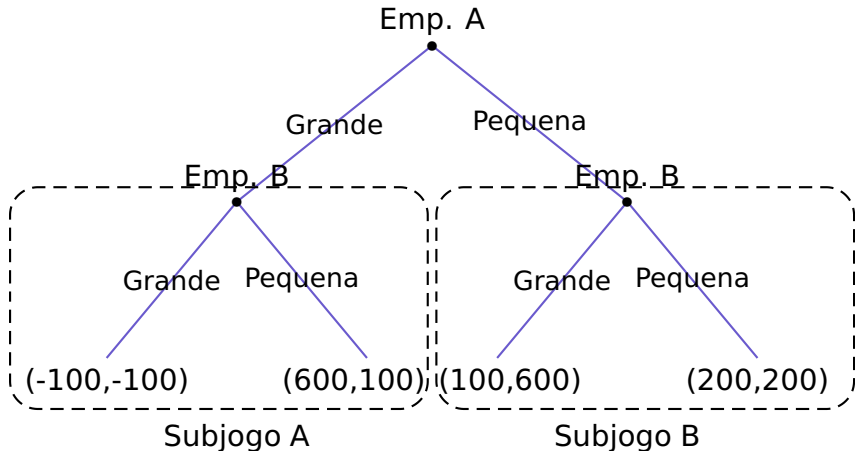 Emp. A
Grande
Pequena
Emp. B
Emp. B
Grande
Pequena
Grande
Pequena
(-100,-100)
(600,100)
(100,600)
(200,200)
Subjogo A
Subjogo B